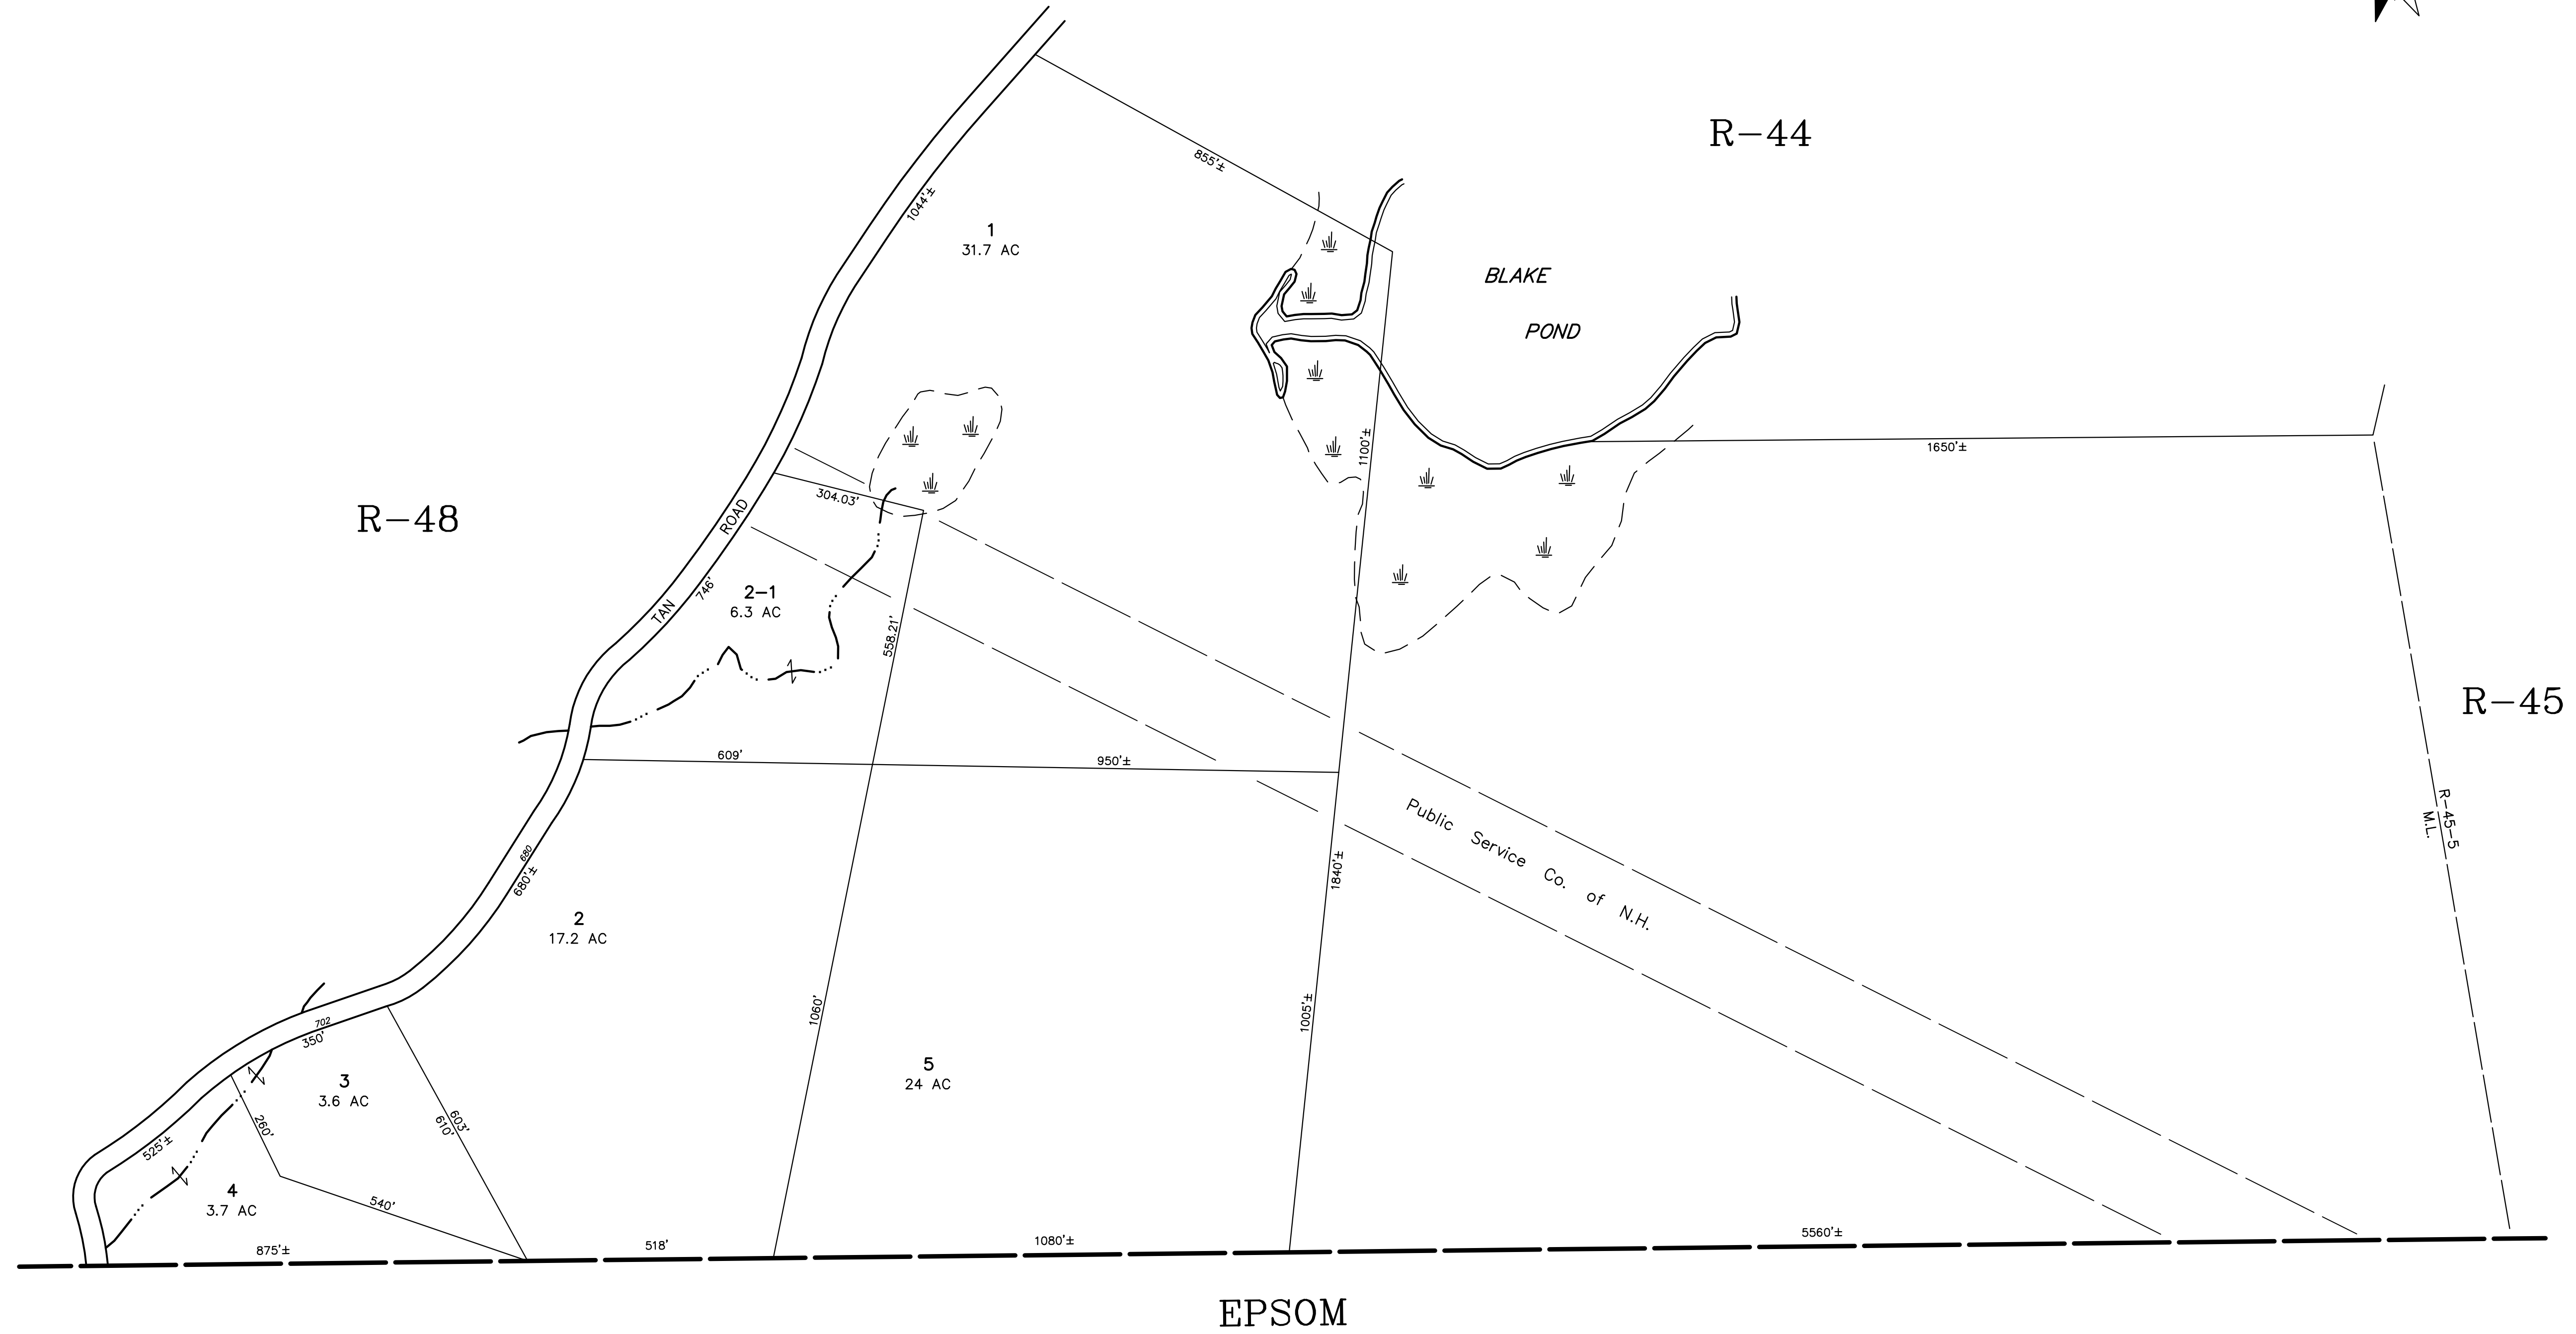 R-44
855'±
1044'±
1
31.7 AC
BLAKE
POND
1100'±
1650'±
304.03'
R-48
TAN ROAD
746'
2-1
6.3 AC
558.21'
R-45
609'
950'±
Public Service Co. of N.H.
R-45-5
M.L.
680
680'±
1840'±
2
17.2 AC
1060'
1005'±
702
350'
5
24 AC
3
3.6 AC
260'
603'
610'
525'±
4
3.7 AC
540'
875'±
518'
1080'±
5560'±
EPSOM